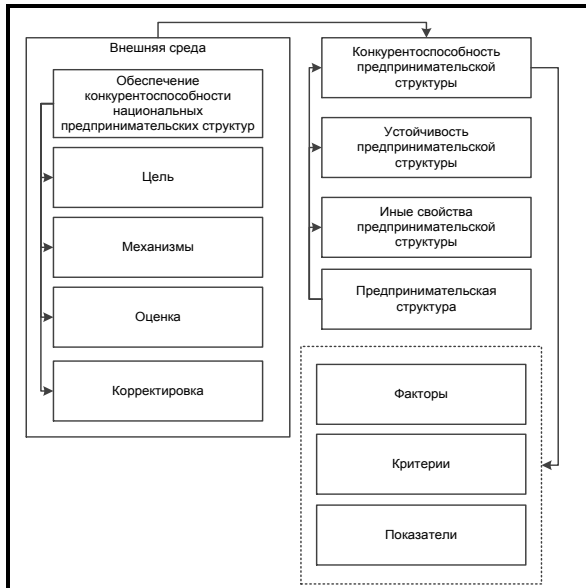 Внешняя среда
Обеспечение
конкурентоспособности
национальных
предпринимательских структур
Цель
Механизмы
Оценка
Корректировка
Конкурентоспособность
предпринимательской
структуры
Устойчивость
предпринимательской
структуры
Иные свойства
предпринимательской
структуры
Предпринимательская
структура
Факторы
Критерии
Показатели